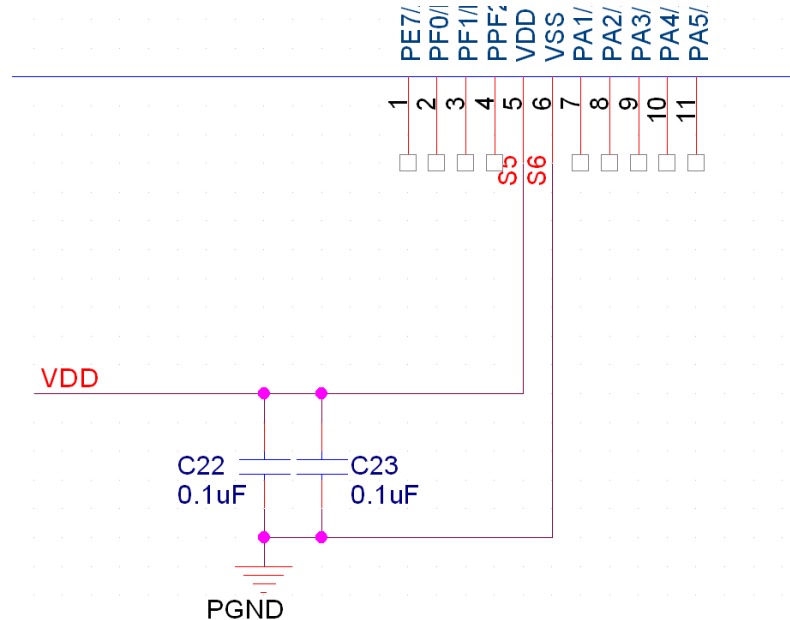 PE7/
PF0/
PF1/
PPF2
VDD
VSS
PA1/
PA2/
PA3/
PA4/
PA5/
1
2
3
4
5
6
7
8
9
10
11
S5
S6
VDD
C22
0.1uF
C23
0.1uF
PGND